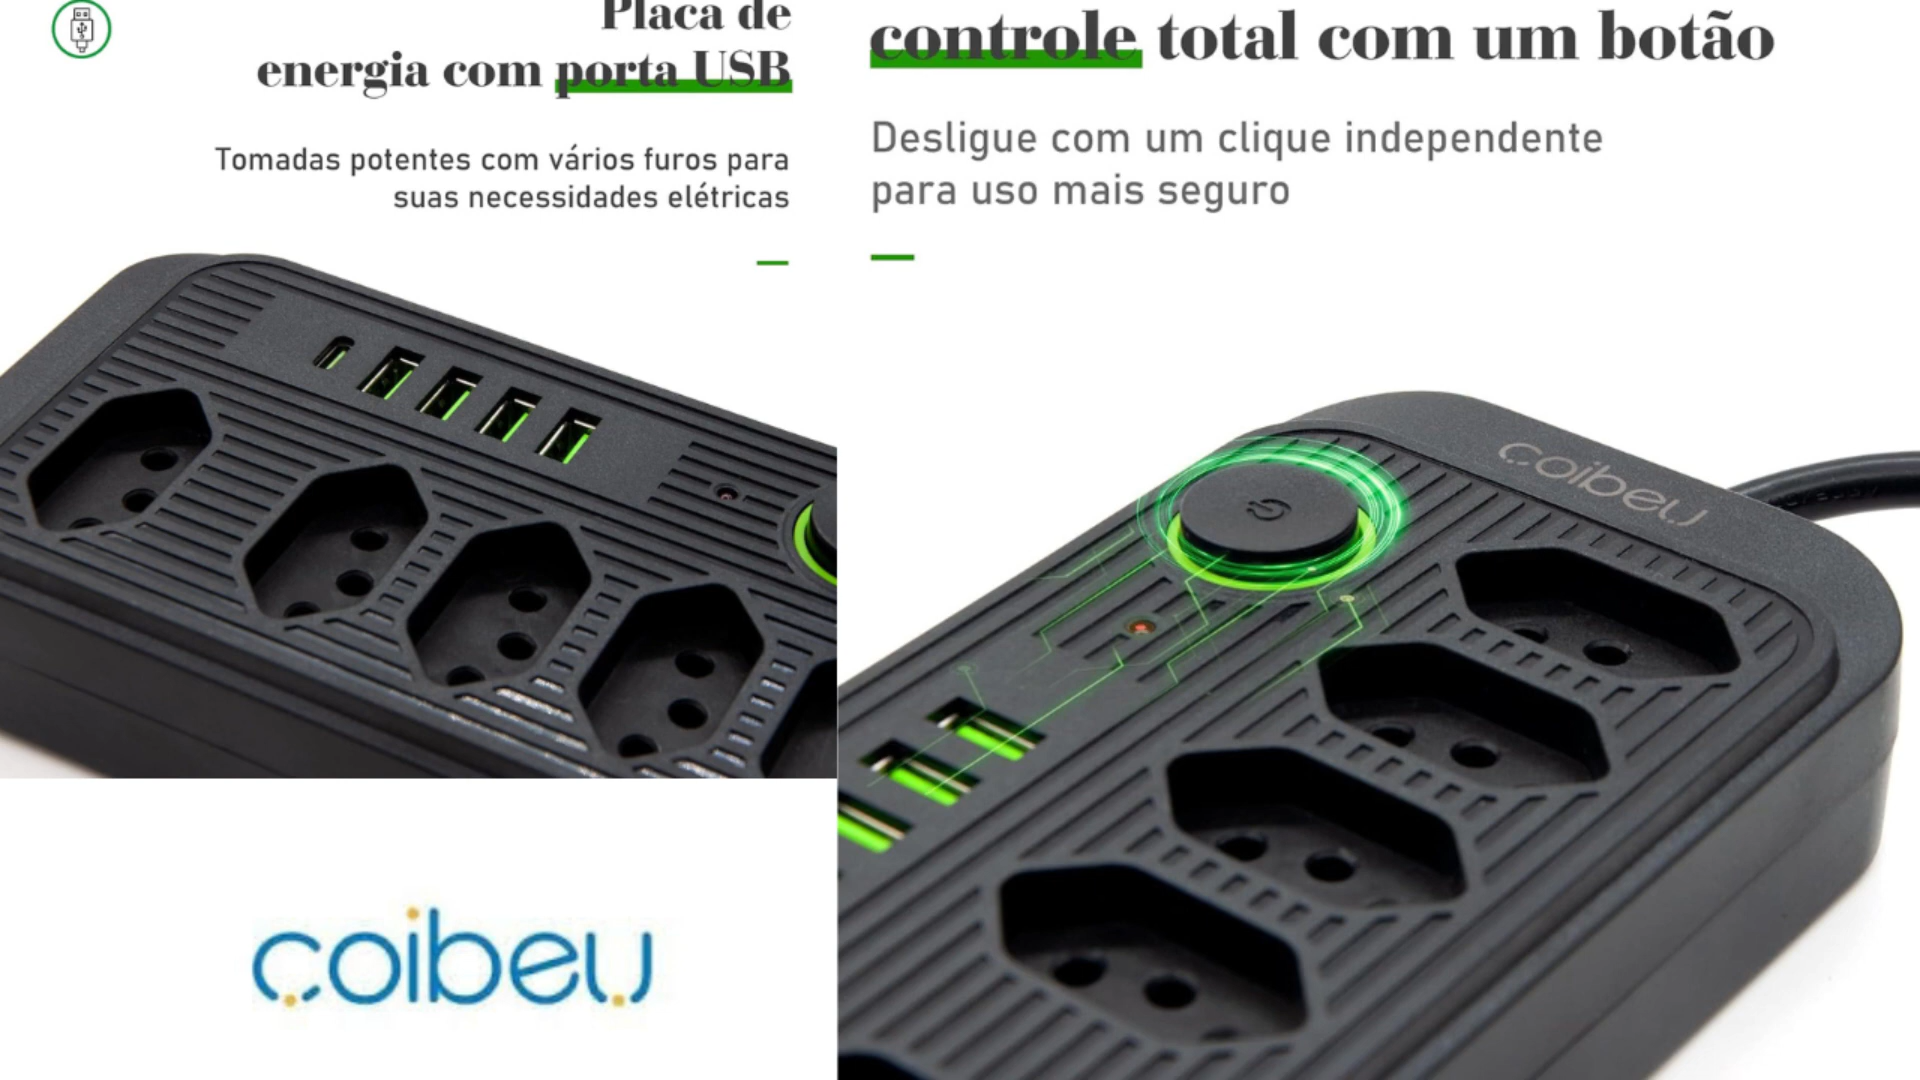 Placa de
energia com porta USB
Tomadas potentes com vários furos para
suas necessidades elétricas
controle total com um botão
Desligue com um clique independente
para uso mais seguro
coibeu
coibeu